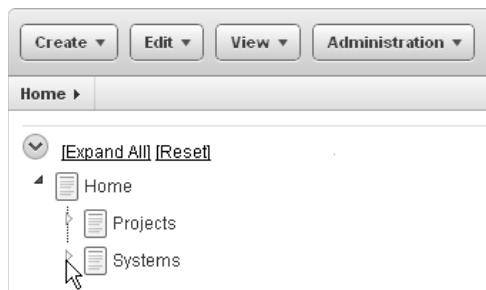 Create ▼ Edit ▼ View ▼ Administration ▼
Home ▸
[Expand All] [Reset]
Home
Projects
Systems